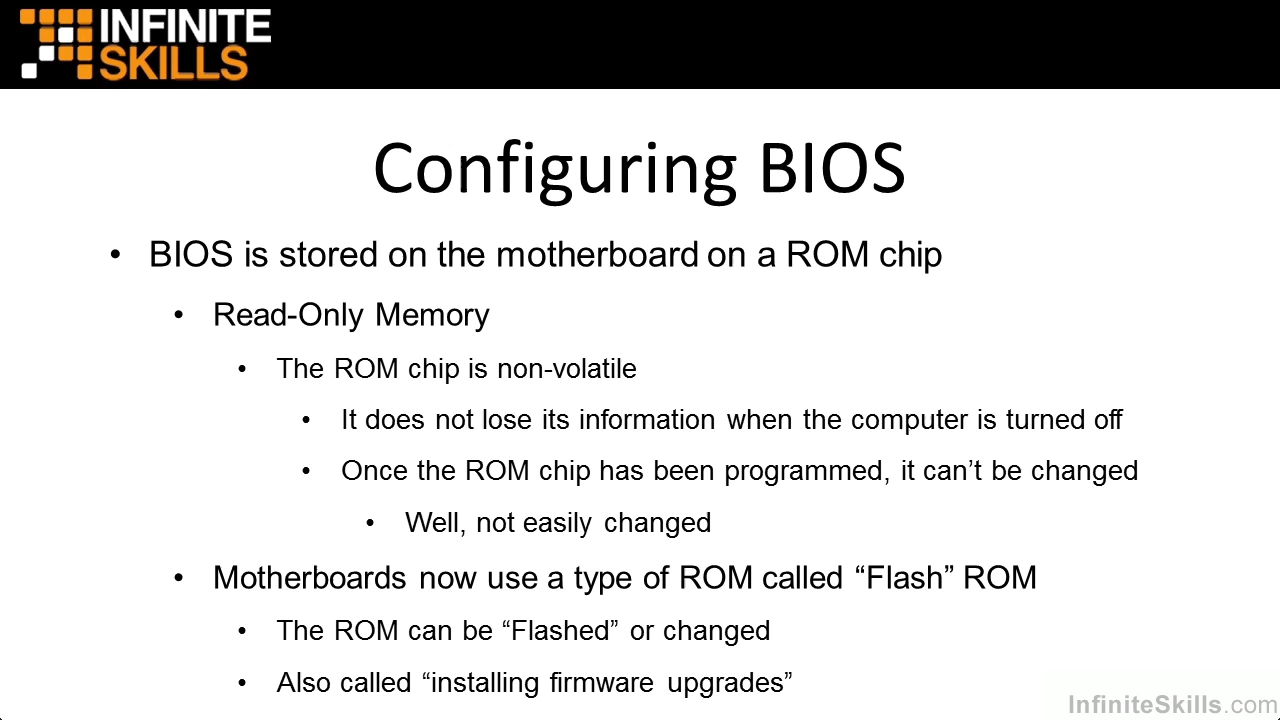 INFINITE
SKILLS
Configuring BIOS
• BIOS is stored on the motherboard on a ROM chip
• Read-Only Memory
• The ROM chip is non-volatile
• It does not lose its information when the computer is turned off
• Once the ROM chip has been programmed, it can’t be changed
• Well, not easily changed
• Motherboards now use a type of ROM called “Flash” ROM
• The ROM can be “Flashed” or changed
• Also called “installing firmware upgrades”
InfiniteSkills.com